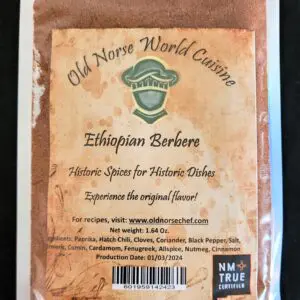 Old Norse World Cuisine
Ethiopian Berbere
Historic Spices for Historic Dishes
Experience the original flavor!
For recipes, visit: www.oldnorsechef.com
Net weight: 1.64 Oz.
Ingredients: Paprika, Hatch Chili, Cloves, Coriander, Black Pepper, Salt,
Cumin, Cardamom, Fenugreek, Allspice, Nutmeg, Cinnamon
Production Date: 01/03/2024
601959142423
NM
TRUE
CERTIFIED